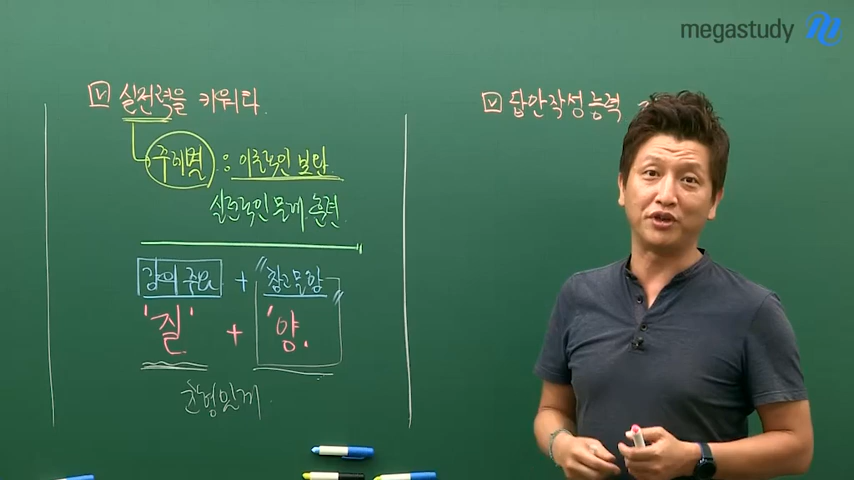 megastudy
실전력을 키워다.
주제별 : 이론적인 보답
실전적인 문제 훈련.
강의 주요 + "참고문항"
'질' + '양.
균형있게.
답안작성능력